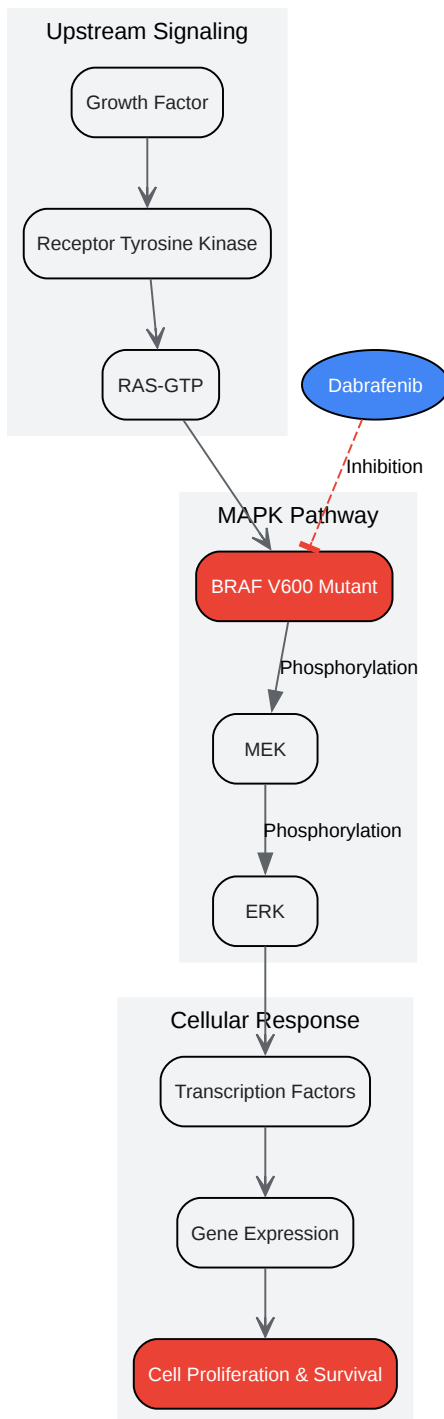 Upstream Signaling
Growth Factor
Receptor Tyrosine Kinase
RAS-GTP
Dabrafenib
Inhibition
MAPK Pathway
BRAF V600 Mutant
Phosphorylation
MEK
Phosphorylation
ERK
Cellular Response
Transcription Factors
Gene Expression
Cell Proliferation & Survival